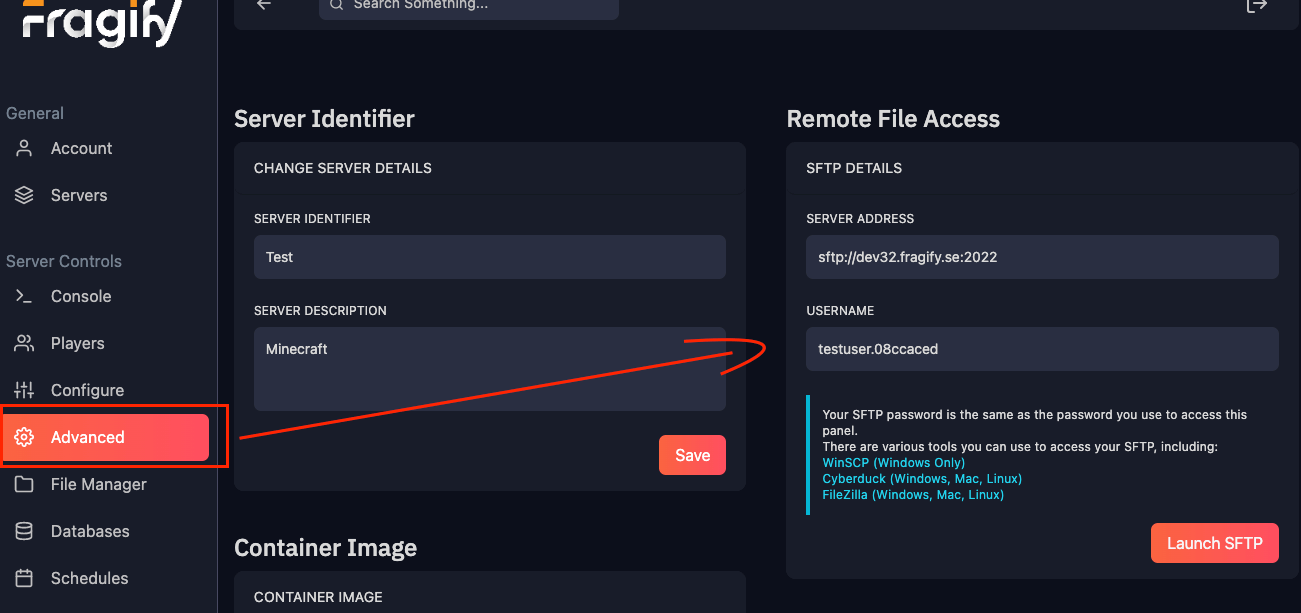 Fragify
Search Something...
General
Account
Servers
Server Controls
Console
Players
Configure
Advanced
File Manager
Databases
Schedules
Server Identifier
CHANGE SERVER DETAILS
SERVER IDENTIFIER
Test
SERVER DESCRIPTION
Minecraft
Save
Container Image
CONTAINER IMAGE
Remote File Access
SFTP DETAILS
SERVER ADDRESS
sftp://dev32.fragify.se:2022
USERNAME
testuser.08ccaced
Your SFTP password is the same as the password you use to access this
panel.
There are various tools you can use to access your SFTP, including:
WinSCP (Windows Only)
Cyberduck (Windows, Mac, Linux)
FileZilla (Windows, Mac, Linux)
Launch SFTP